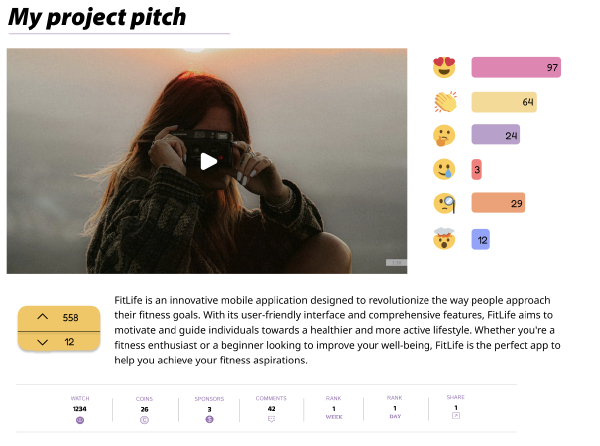 My project pitch
97
64
24
3
29
12
558
12
FitLife is an innovative mobile application designed to revolutionize the way people approach
their fitness goals. With its user-friendly interface and comprehensive features, FitLife aims to
motivate and guide individuals towards a healthier and more active lifestyle. Whether you're a
fitness enthusiast or a beginner looking to improve your well-being, FitLife is the perfect app to
help you achieve your fitness aspirations.
WATCH COINS SPONSORS COMMENTS RANK RANK SHARE
1234 26 3 42 1 1 1
WEEK DAY